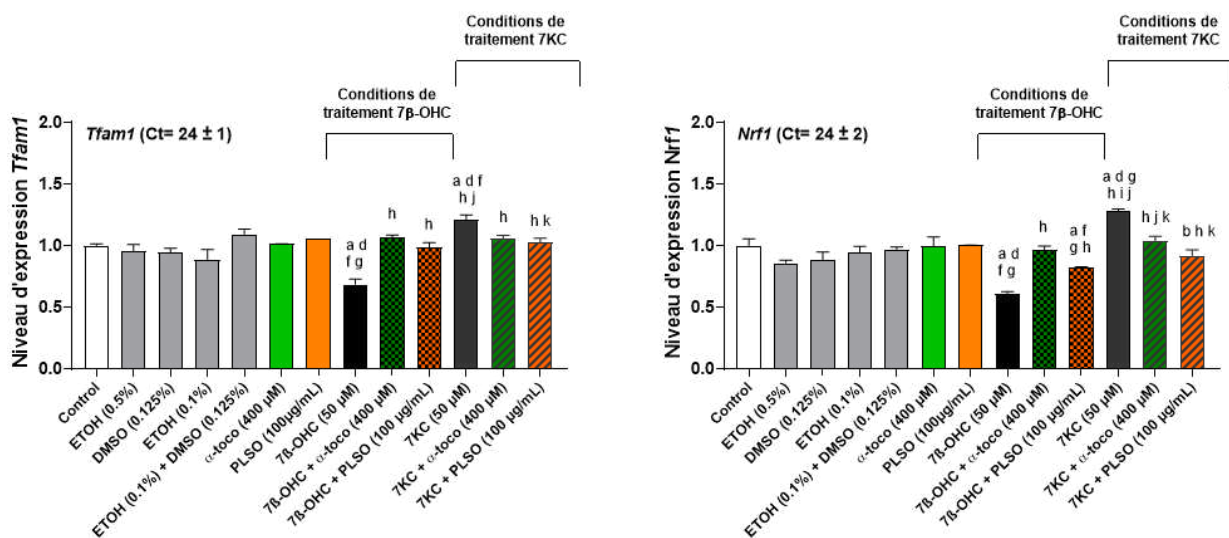 Conditions de
traitement 7KC
Conditions de
traitement 7β-OHC
Niveau d'expression Tfam1
Tfam1 (Ct= 24 ± 1)
2.0
1.5
1.0
0.5
0.0
a d
f g
h
h
a d f
h j
h
h k
Control
ETOH (0.5%)
DMSO (0.125%)
ETOH (0.1%)
ETOH (0.1%) + DMSO (0.125%)
α-toco (400 µM)
PLSO (100µg/mL)
7ß-OHC (50 µM)
7ß-OHC + α-toco (400 µM)
7ß-OHC + PLSO (100 µg/mL)
7KC (50 µM)
7KC + α-toco (400 µM)
7KC + PLSO (100 µg/mL)
Conditions de
traitement 7KC
Conditions de
traitement 7β-OHC
Niveau d'expression Nrf1
Nrf1 (Ct= 24 ± 2)
2.0
1.5
1.0
0.5
0.0
a d
f g
h
a f
g h
a d g
h i j
h j k
b h k
Control
ETOH (0.5%)
DMSO (0.125%)
ETOH (0.1%)
ETOH (0.1%) + DMSO (0.125%)
α-toco (400 µM)
PLSO (100µg/mL)
7ß-OHC (50 µM)
7ß-OHC + α-toco (400 µM)
7ß-OHC + PLSO (100 µg/mL)
7KC (50 µM)
7KC + α-toco (400 µM)
7KC + PLSO (100 µg/mL)